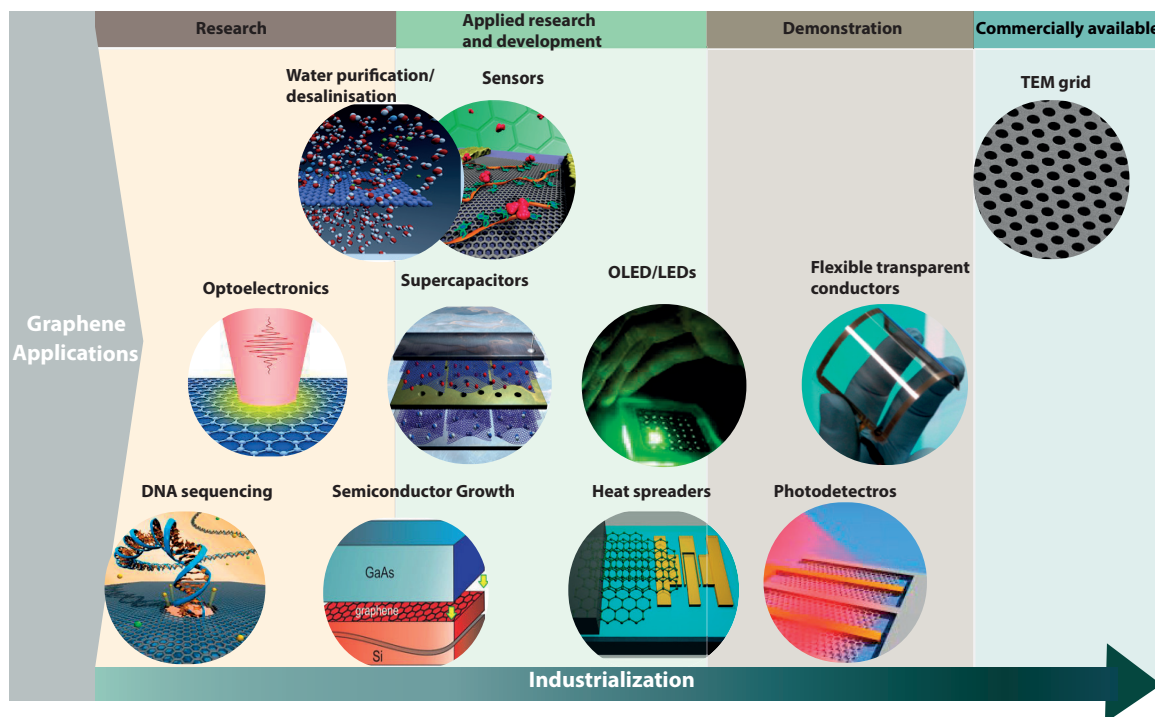 Research
Applied research
and development
Demonstration
Commercially available
Water purification/
desalinisation
Sensors
TEM grid
Graphene
Applications
Optoelectronics
Supercapacitors
OLED/LEDs
Flexible transparent
conductors
DNA sequencing
Semiconductor Growth
Heat spreaders
Photodetectros
GaAs
graphene
Si
Industrialization